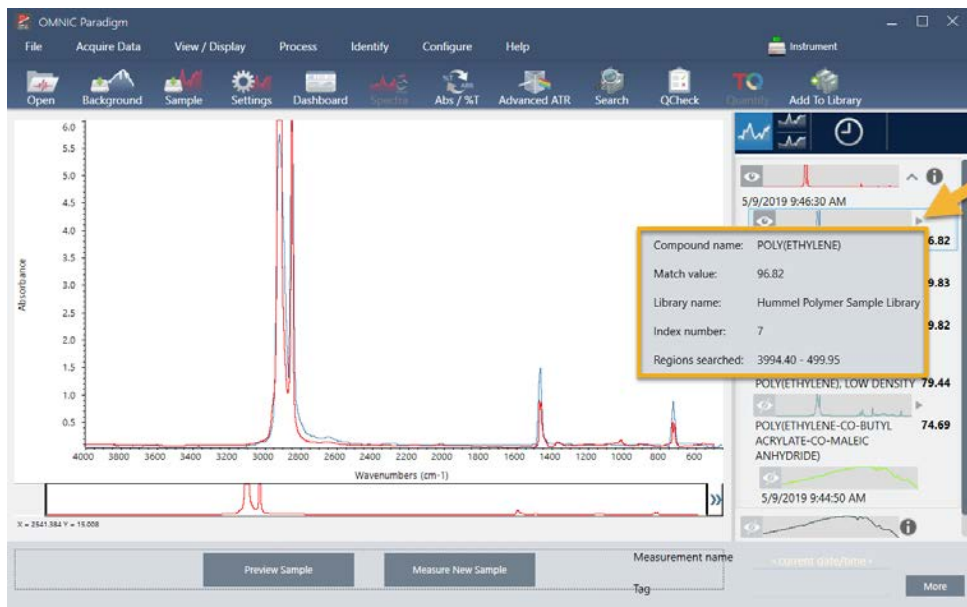 OMNIC Paradigm
File Acquire Data View / Display Process Identify Configure Help Instrument
Open Background Sample Settings Dashboard Spectra Abs / %T Advanced ATR Search QCheck Quantify Add To Library
6.0
5.5
5.0
4.5
4.0
3.5
3.0
2.5
2.0
1.5
1.0
0.5
Absorbance
4000 3800 3600 3400 3200 3000 2800 2600 2400 2200 2000 1800 1600 1400 1200 1000 800 600
Wavenumbers (cm-1)
X = 2541.384 Y = 15.008
5/9/2019 9:46:30 AM
6.82
Compound name: POLY(ETHYLENE)
Match value: 96.82
Library name: Hummel Polymer Sample Library
Index number: 7
Regions searched: 3994.40 - 499.95
9.83
9.82
POLY(ETHYLENE), LOW DENSITY 79.44
POLY(ETHYLENE-CO-BUTYL 74.69
ACRYLATE-CO-MALEIC
ANHYDRIDE)
5/9/2019 9:44:50 AM
Preview Sample Measure New Sample
Measurement name <current date/time>
Tag
More